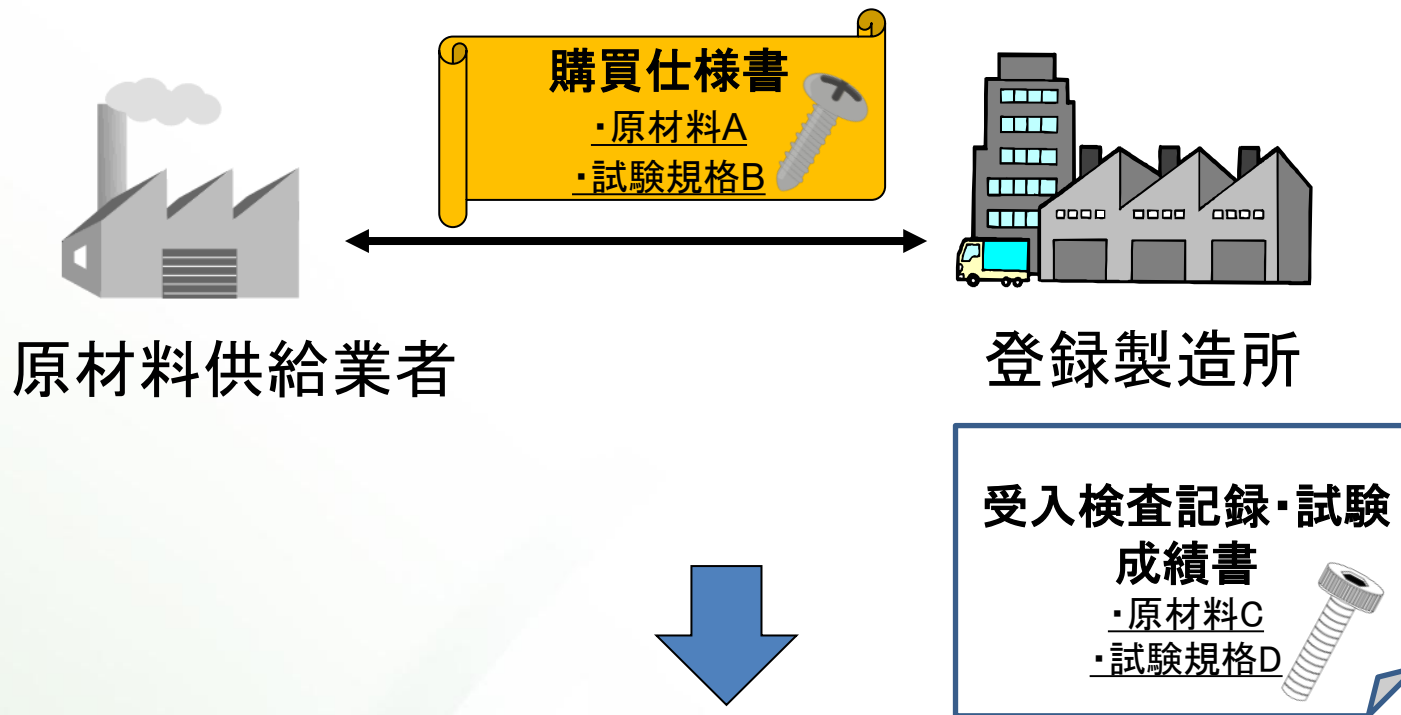 購買仕様書
・原材料A
・試験規格B
原材料供給業者
登録製造所
受入検査記録・試験
成績書
・原材料C
・試験規格D